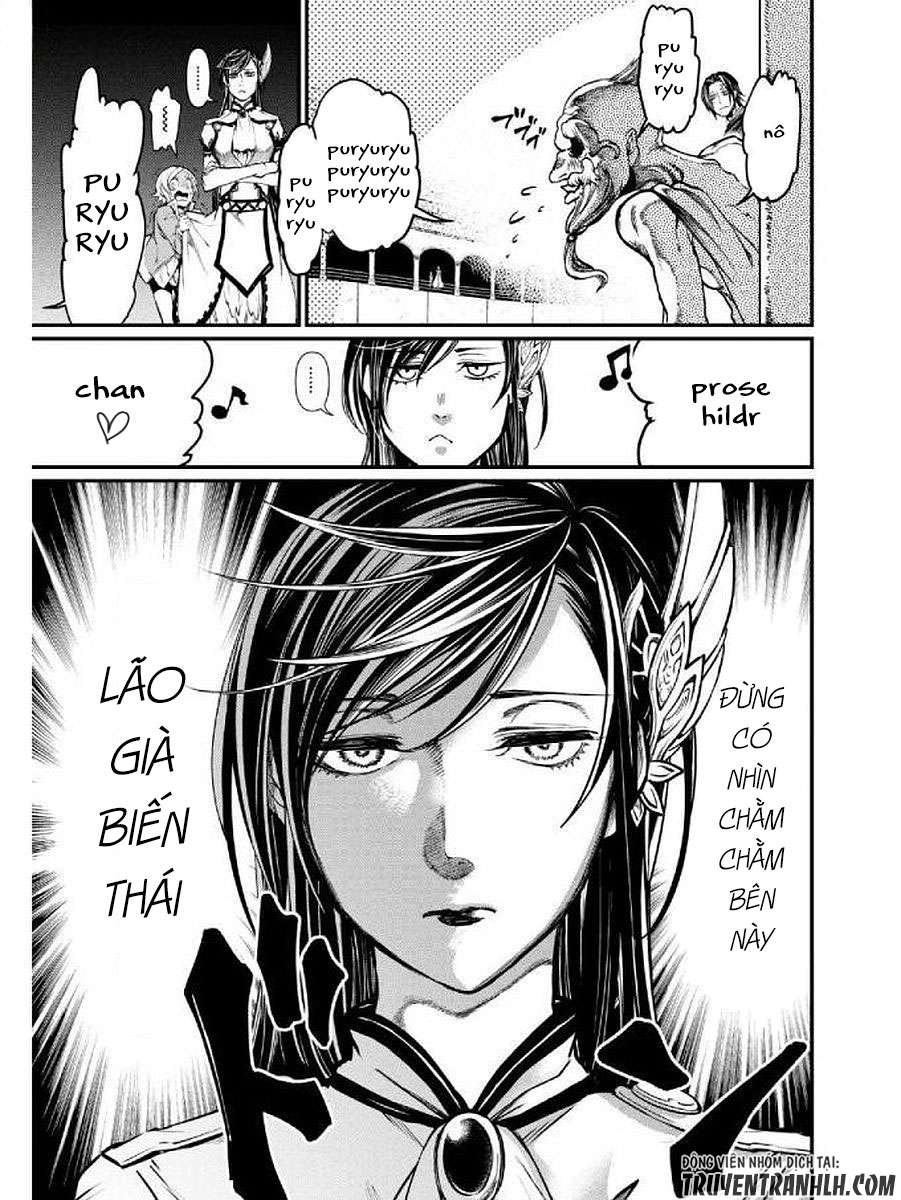 nô
pu
ryu
ryu
puryuryu
puryuryu
puryuryu
pu
ryu
ryu
PU
RYU
RYU
prose
hildr
chan
ĐỪNG
CÓ
NHÌN
CHẰM
CHẰM
BÊN
NÀY
LÃO
GIÀ
BIẾN
THÁI
ĐỘNG VIÊN NHÓM DỊCH TẠI:
TRUYENTRANHLH.COM